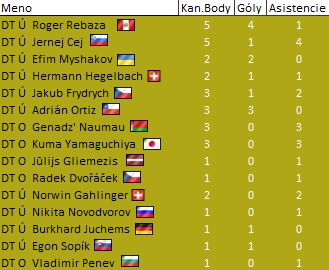 Meno Kan.Body Góly Asistencie
DT Ú Roger Rebaza 5 4 1
DT Ú Jernej Cej 5 1 4
DT Ú Efim Myshakov 2 2 0
DT Ú Hermann Hegelbach 2 1 1
DT Ú Jakub Frydrych 3 1 2
DT Ú Adrián Ortiz 3 3 0
DT O Genadz' Naumau 3 0 3
DT O Kuma Yamaguchiya 3 0 3
DT O Jūlijs Gliemezis 1 0 1
DT O Radek Dvořáček 1 0 1
DT Ú Norwin Gahlinger 2 0 2
DT Ú Nikita Novodvorov 1 0 1
DT Ú Burkhard Juchems 1 1 0
DT Ú Egon Sopík 1 1 0
DT O Vladimir Penev 1 0 1